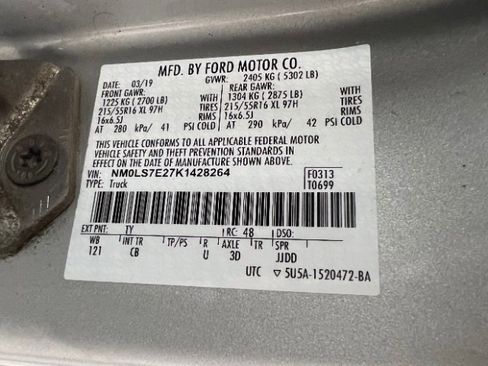 MFD. BY FORD MOTOR CO.
DATE: 03/19 GVWR: 2405 KG ( 5302 LB)
FRONT GAWR: REAR GAWR:
1225 KG ( 2700 LB) WITH 1304 KG ( 2875 LB) WITH
215/55R16 XL 97H TIRES 215/55R16 XL 97H TIRES
16x6.5J RIMS 16x6.5J RIMS
AT 280 kPa/ 41 PSI COLD AT 290 kPa/ 42 PSI COLD
THIS VEHICLE CONFORMS TO ALL APPLICABLE FEDERAL MOTOR
VEHICLE SAFETY AND THEFT PREVENTION STANDARDS IN
EFFECT ON THE DATE OF MANUFACTURE SHOWN ABOVE.
VIN: NM0LS7E27K1428264 F0313
TYPE: Truck T0699
EXT PNT: TY RC: 48 DSO:
WB INT TR TP/PS R AXLE TR SPR
121 CB U 3D JJDD
UTC ▽ 5U5A-1520472-BA